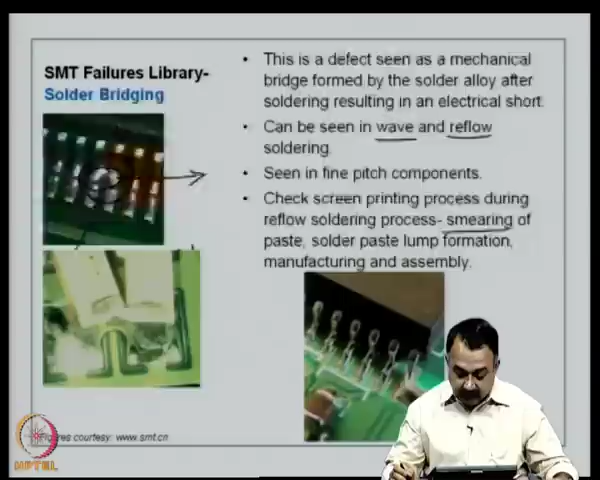 SMT Failures Library-
Solder Bridging
• This is a defect seen as a mechanical
bridge formed by the solder alloy after
soldering resulting in an electrical short.
• Can be seen in wave and reflow
soldering.
• Seen in fine pitch components.
• Check screen printing process during
reflow soldering process- smearing of
paste, solder paste lump formation,
manufacturing and assembly.
Figures courtesy: www.smt.cn
NPTEL